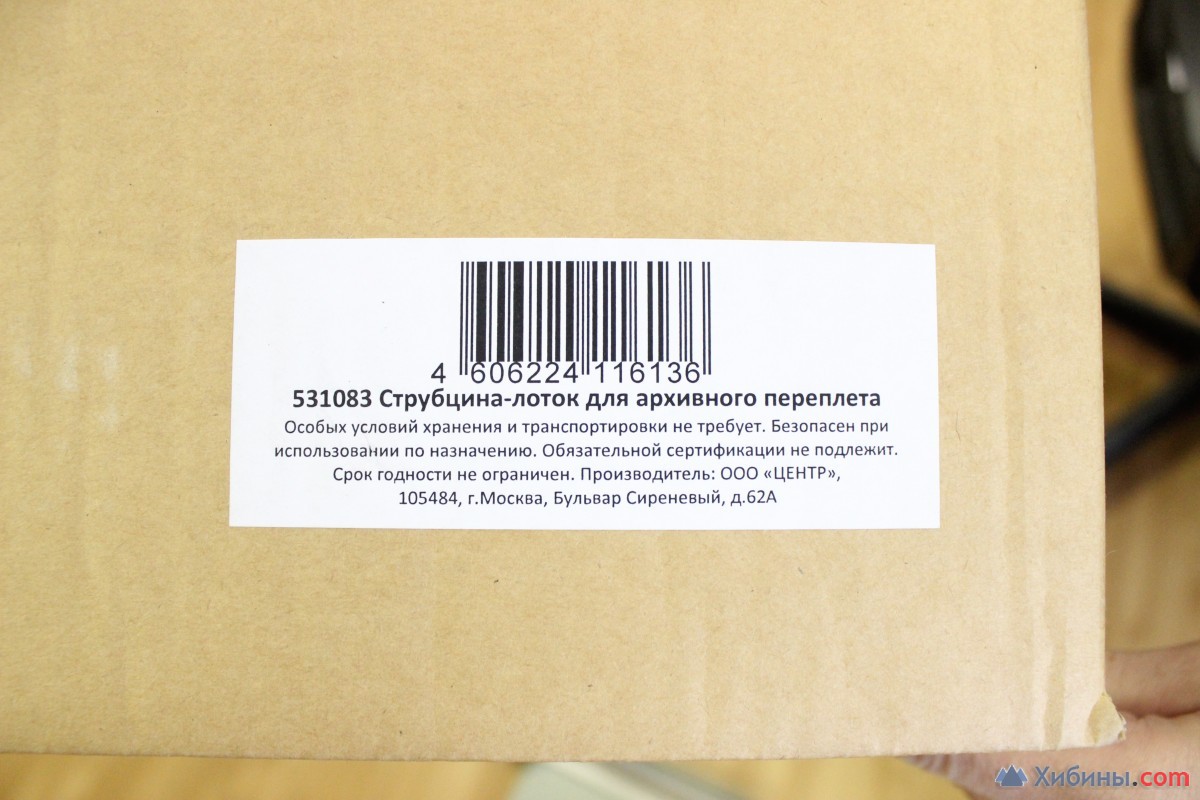 4 606224 116136
531083 Струбцина-лоток для архивного переплета
Особых условий хранения и транспортировки не требует. Безопасен при
использовании по назначению. Обязательной сертификации не подлежит.
Срок годности не ограничен. Производитель: ООО «ЦЕНТР»,
105484, г.Москва, Бульвар Сиреневый, д.62А
Хибины.com